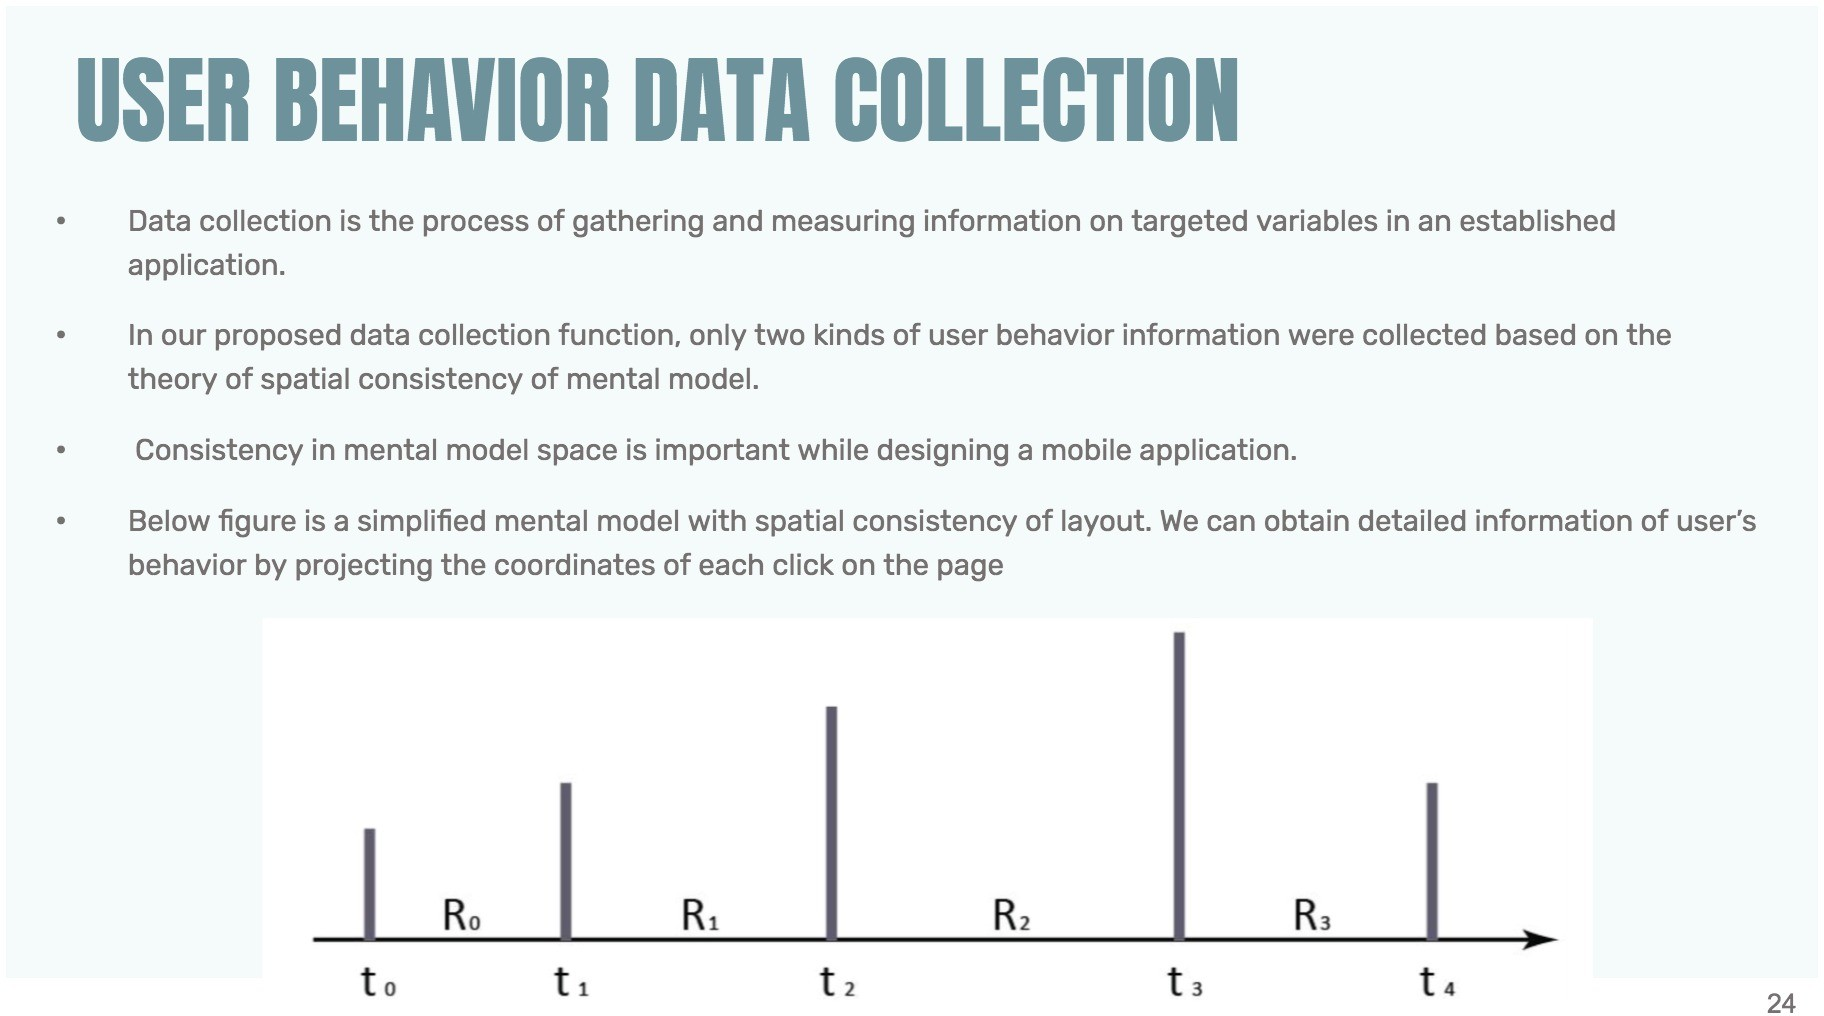 USER BEHAVIOR DATA COLLECTION
• Data collection is the process of gathering and measuring information on targeted variables in an established
application.
• In our proposed data collection function, only two kinds of user behavior information were collected based on the
theory of spatial consistency of mental model.
• Consistency in mental model space is important while designing a mobile application.
• Below figure is a simplified mental model with spatial consistency of layout. We can obtain detailed information of user’s
behavior by projecting the coordinates of each click on the page
R₀ R₁ R₂ R₃
t₀ t₁ t₂ t₃ t₄
24